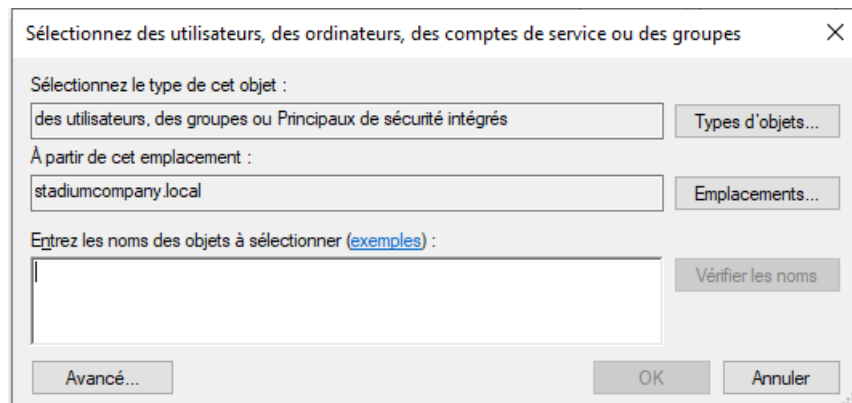 Sélectionnez des utilisateurs, des ordinateurs, des comptes de service ou des groupes
Sélectionnez le type de cet objet :
des utilisateurs, des groupes ou Principaux de sécurité intégrés
Types d'objets...
À partir de cet emplacement :
stadiumcompany.local
Emplacements...
Entrez les noms des objets à sélectionner (exemples) :
Vérifier les noms
Avancé...
OK
Annuler